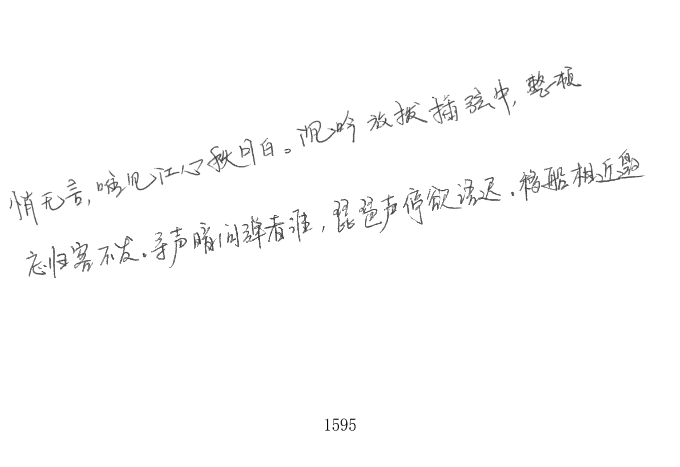 悄无言,唯见江心秋月白。沉吟放拨插弦中,整顿
忘归客不发。寻声暗问弹者谁,琵琶声停欲语迟。移船相近邀
1595